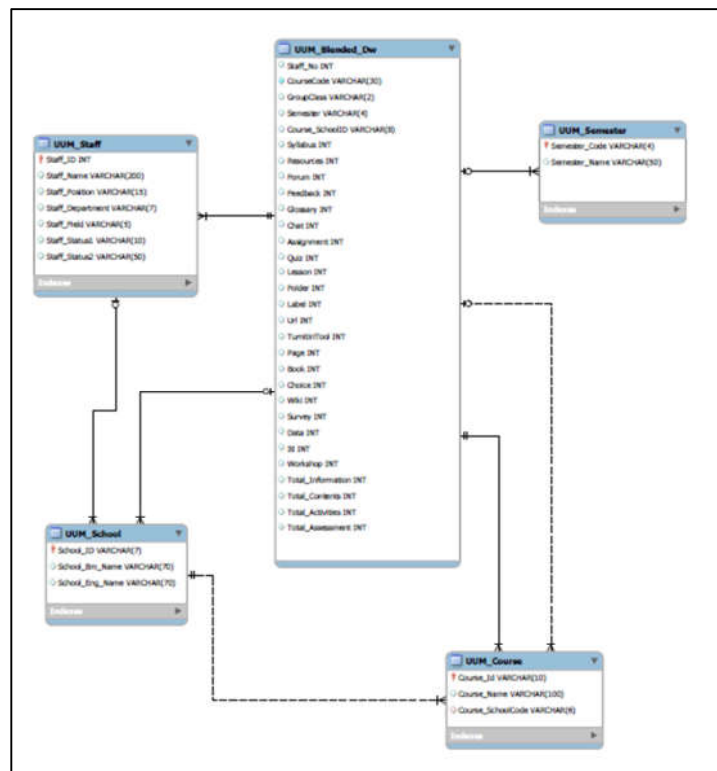 UUM_Blended_Dw
Staff_No INT
CourseCode VARCHAR(30)
GroupClass VARCHAR(2)
Semester VARCHAR(4)
Course_SchoolID VARCHAR(8)
Syllabus INT
Resources INT
Forum INT
Feedback INT
Glossary INT
Chat INT
Assignment INT
Quiz INT
Lesson INT
Folder INT
Label INT
Url INT
TurnitinTool INT
Page INT
Book INT
Choice INT
Wiki INT
Survey INT
Data INT
INT
Workshop INT
Total_Information INT
Total_Contents INT
Total_Activities INT
Total_Assessment INT
UUM_Staff
Staff_ID INT
Staff_Name VARCHAR(200)
Staff_Position VARCHAR(15)
Staff_Department VARCHAR(7)
Staff_Field VARCHAR(5)
Staff_Status1 VARCHAR(10)
Staff_Status2 VARCHAR(50)
Indexes
UUM_Semester
Semester_Code VARCHAR(4)
Semester_Name VARCHAR(50)
Indexes
UUM_School
School_ID VARCHAR(7)
School_Bm_Name VARCHAR(70)
School_Eng_Name VARCHAR(70)
Indexes
UUM_Course
Course_Id VARCHAR(10)
Course_Name VARCHAR(100)
Course_SchoolCode VARCHAR(8)
Indexes